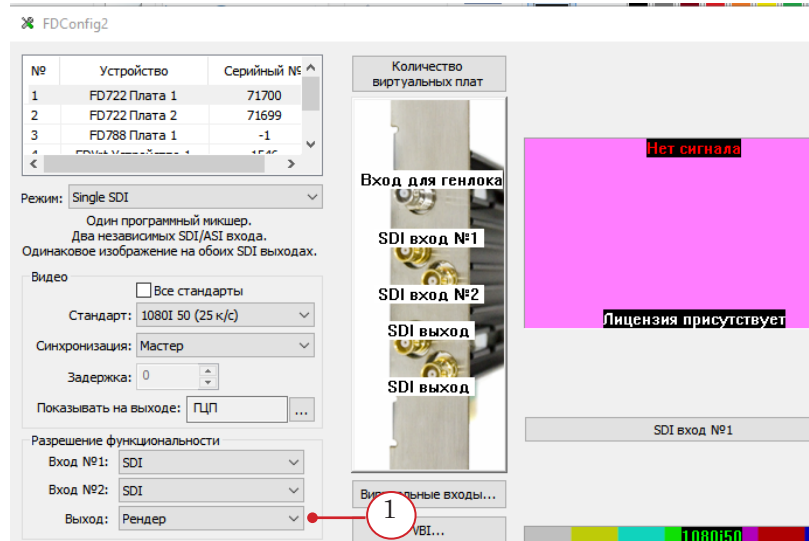 FDConfig2
№ Устройство Серийный №
1 FD722 Плата 1 71700
2 FD722 Плата 2 71699
3 FD788 Плата 1 -1
Режим: Single SDI
Один программный микшер.
Два независимых SDI/ASI входа.
Одинаковое изображение на обоих SDI выходах.
Видео
Все стандарты
Стандарт: 1080I 50 (25 к/с)
Синхронизация: Мастер
Задержка: 0
Показывать на выходе: ГЦП ...
Разрешение функциональности
Вход №1: SDI
Вход №2: SDI
Выход: Рендер
Количество
виртуальных плат
Вход для генлока
SDI вход №1
SDI вход №2
SDI выход
SDI выход
Виртуальные входы...
1
VBI...
Нет сигнала
Лицензия присутствует
SDI вход №1
1080i50